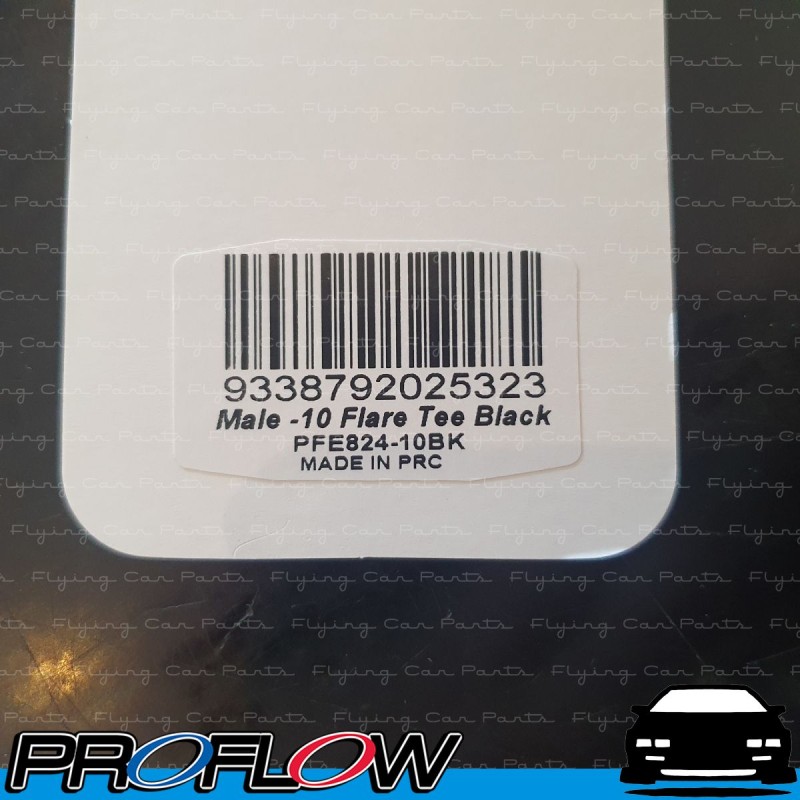 9338792025323
Male -10 Flare Tee Black
PFE824-10BK
MADE IN PRC
Flying Car Parts
PROFLOW